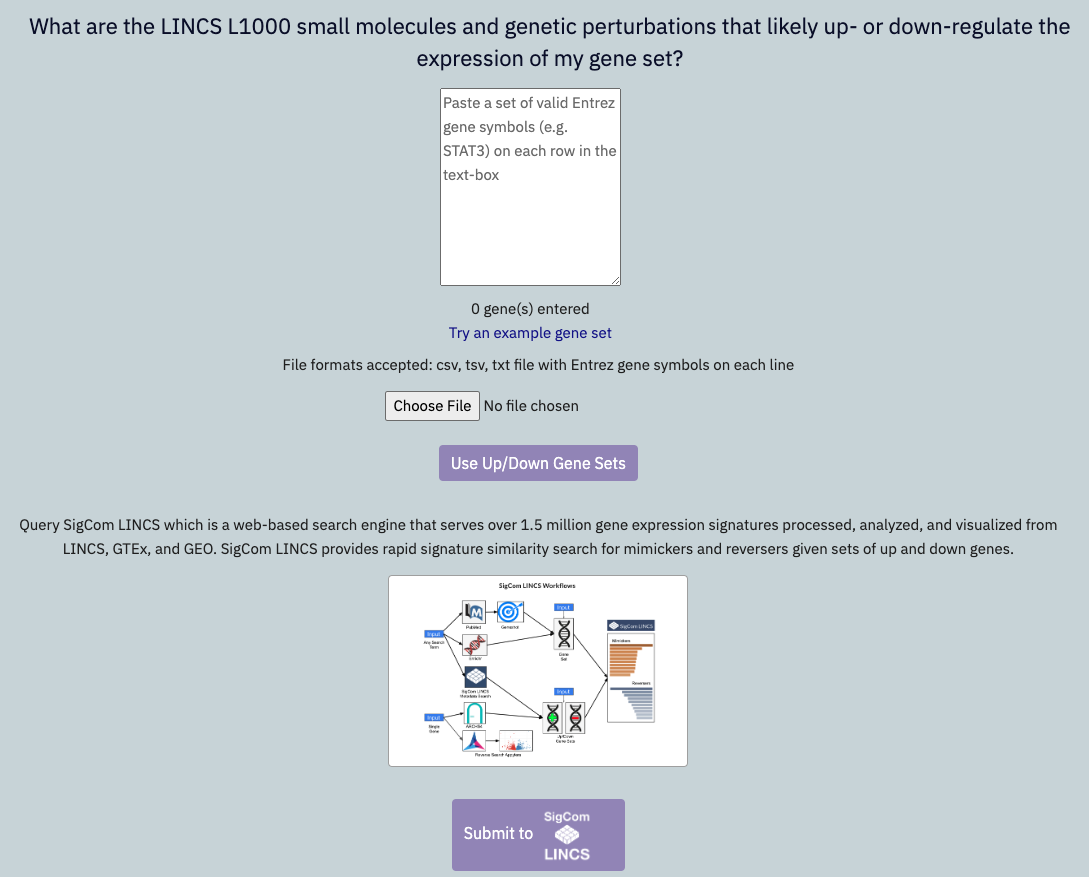 What are the LINCS L1000 small molecules and genetic perturbations that likely up- or down-regulate the
expression of my gene set?
Paste a set of valid Entrez
gene symbols (e.g.
STAT3) on each row in the
text-box
0 gene(s) entered
Try an example gene set
File formats accepted: csv, tsv, txt file with Entrez gene symbols on each line
Choose File No file chosen
Use Up/Down Gene Sets
Query SigCom LINCS which is a web-based search engine that serves over 1.5 million gene expression signatures processed, analyzed, and visualized from
LINCS, GTEx, and GEO. SigCom LINCS provides rapid signature similarity search for mimickers and reversers given sets of up and down genes.
SigCom LINCS Workflows
Input
PubMed
Geneshot
Input
SigCom LINCS
Input
Any Search
Term
Mimickers
Gene
Set
SigCom LINCS
Metadata Search
Reversers
Input
Input
Single
Gene
ARCHS4
Up/Down
Gene Sets
Reverse Search Appyters
Submit to
SigCom
LINCS